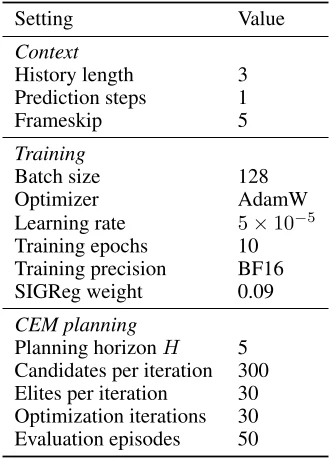 Setting Value
Context
History length 3
Prediction steps 1
Frameskip 5
Training
Batch size 128
Optimizer AdamW
Learning rate 5 × 10⁻⁵
Training epochs 10
Training precision BF16
SIGReg weight 0.09
CEM planning
Planning horizon H 5
Candidates per iteration 300
Elites per iteration 30
Optimization iterations 30
Evaluation episodes 50